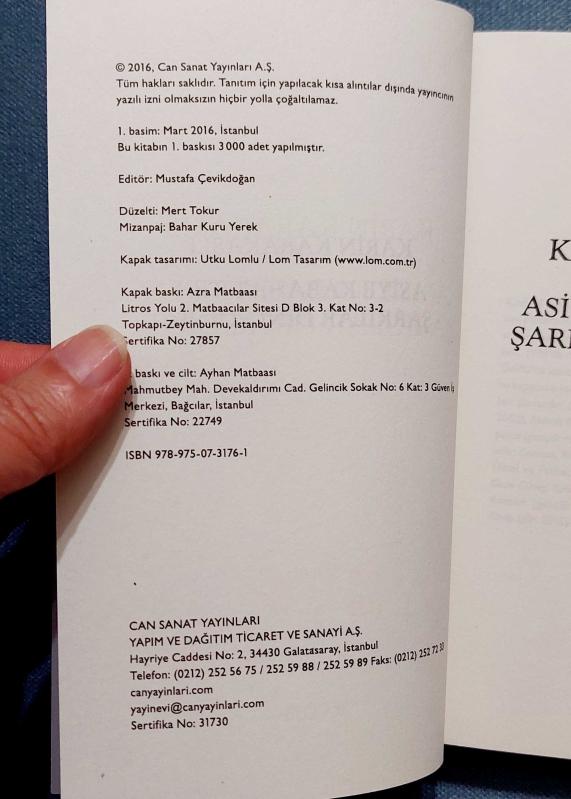 © 2016, Can Sanat Yayınları A.Ş.
Tüm hakları saklıdır. Tanıtım için yapılacak kısa alıntılar dışında yayıncının
yazılı izni olmaksızın hiçbir yolla çoğaltılamaz.
1. basim: Mart 2016, İstanbul
Bu kitabın 1. baskısı 3 000 adet yapılmıştır.
Editör: Mustafa Çevikdoğan
Düzelti: Mert Tokur
Mizanpaj: Bahar Kuru Yerek
Kapak tasarımı: Utku Lomlu / Lom Tasarım (www.lom.com.tr)
Kapak baskı: Azra Matbaası
Litros Yolu 2. Matbaacılar Sitesi D Blok 3. Kat No: 3-2
Topkapı-Zeytinburnu, İstanbul
Sertifika No: 27857
baskı ve cilt: Ayhan Matbaası
Mahmutbey Mah. Devekaldırımı Cad. Gelincik Sokak No: 6 Kat: 3 Güven İş
Merkezi, Bağcılar, İstanbul
Sertifika No: 22749
ISBN 978-975-07-3176-1
CAN SANAT YAYINLARI
YAPIM VE DAĞITIM TİCARET VE SANAYİ A.Ş.
Hayriye Caddesi No: 2, 34430 Galatasaray, İstanbul
Telefon: (0212) 252 56 75 / 252 59 88 / 252 59 89 Faks: (0212) 252 72 33
canyayinlari.com
yayinevi@canyayinlari.com
Sertifika No: 31730
K
ASİ
ŞAR